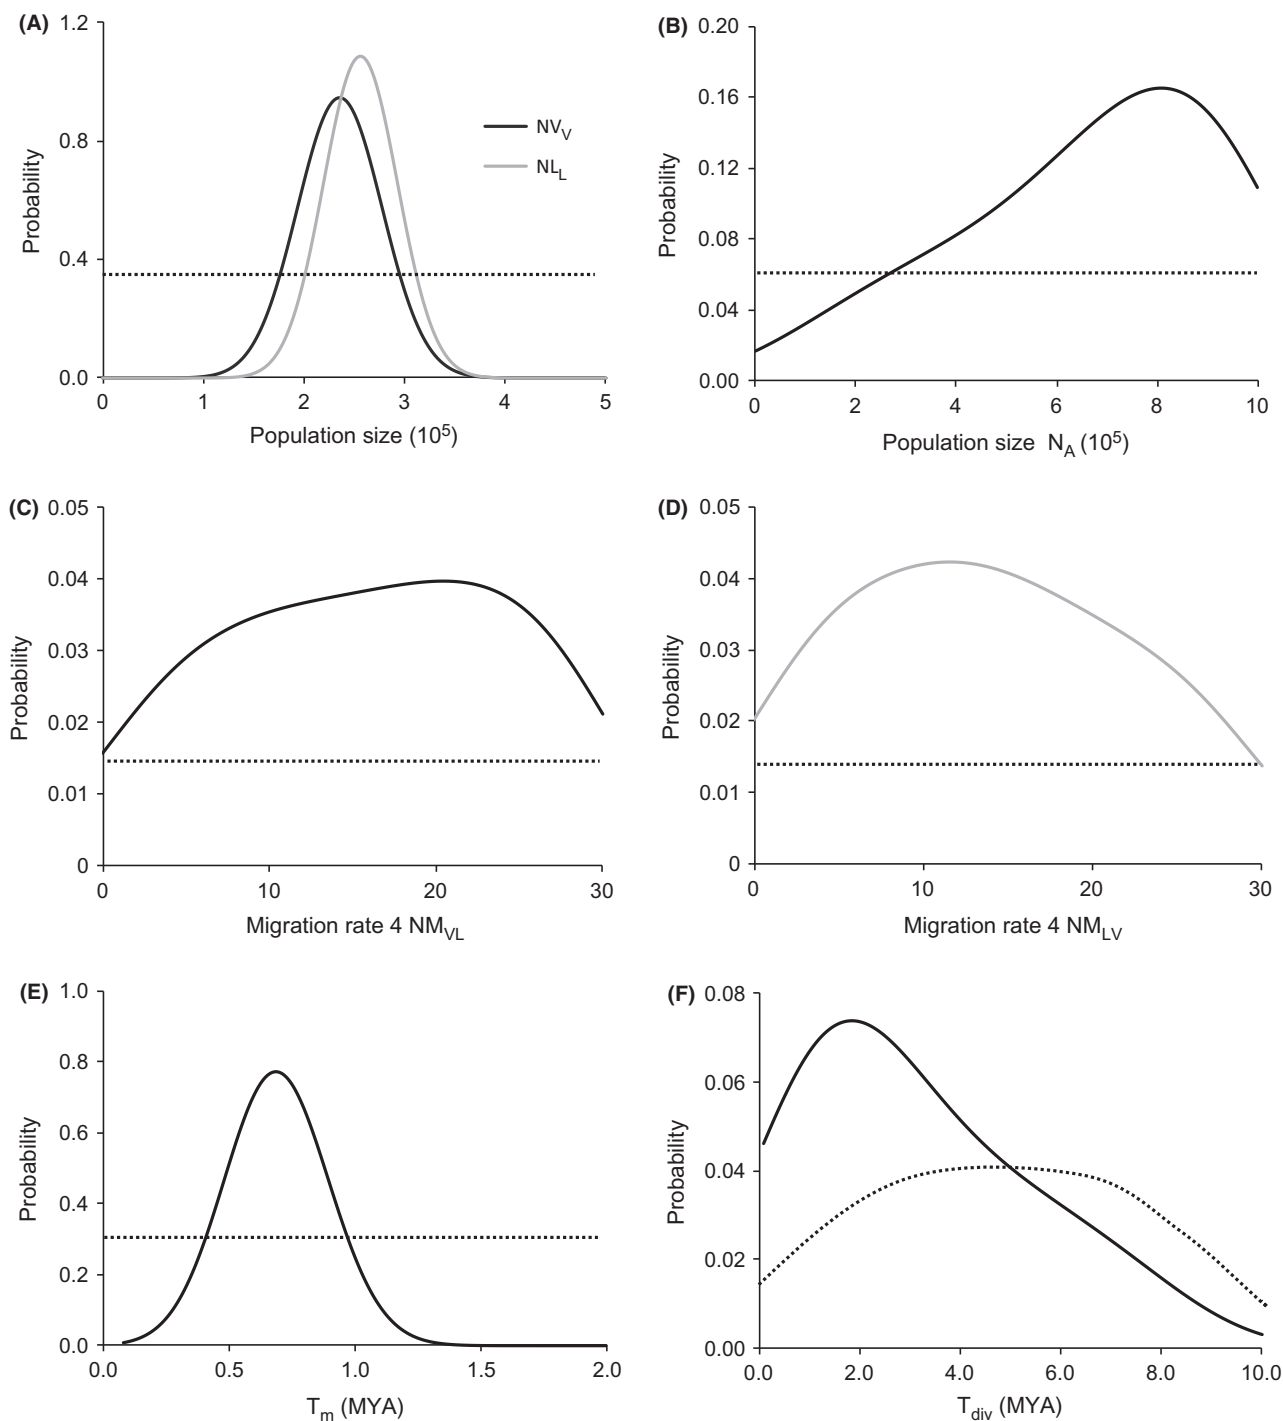 (A)
1.2
0.8
0.4
0.0
Probability
NV_V
NL_L
0 1 2 3 4 5
Population size (10^5)
(B)
0.20
0.16
0.12
0.08
0.04
0.00
Probability
0 2 4 6 8 10
Population size N_A (10^5)
(C)
0.05
0.04
0.03
0.02
0.01
0
Probability
0 10 20 30
Migration rate 4 NM_VL
(D)
0.05
0.04
0.03
0.02
0.01
0
Probability
0 10 20 30
Migration rate 4 NM_LV
(E)
1.0
0.8
0.6
0.4
0.2
0.0
Probability
0.0 0.5 1.0 1.5 2.0
T_m (MYA)
(F)
0.08
0.06
0.04
0.02
0.00
Probability
0.0 2.0 4.0 6.0 8.0 10.0
T_div (MYA)